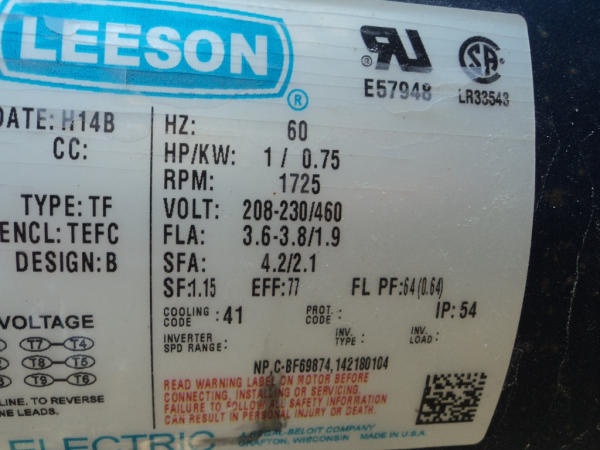 LEESON
®
E57948
LR33543
DATE: H14B
CC:
TYPE: TF
ENCL: TEFC
DESIGN: B
HZ: 60
HP/KW: 1 / 0.75
RPM: 1725
VOLT: 208-230/460
FLA: 3.6-3.8/1.9
SFA: 4.2/2.1
SF:1.15 EFF:77 FL PF:64(0.64)
COOLING CODE :41 PROT. CODE : IP: 54
INVERTER SPD RANGE: INV. TYPE : INV. LOAD :
VOLTAGE
T7 T4
T8 T5
T9 T6
LINE. TO REVERSE
LINE LEADS.
NP,C-BF69874,142180104
READ WARNING LABEL ON MOTOR BEFORE
CONNECTING, INSTALLING OR SERVICING.
FAILURE TO FOLLOW ALL SAFETY INFORMATION
CAN RESULT IN PERSONAL INJURY OR DEATH.
ELECTRIC
A REGAL-BELOIT COMPANY
GRAFTON, WISCONSIN MADE IN U.S.A.